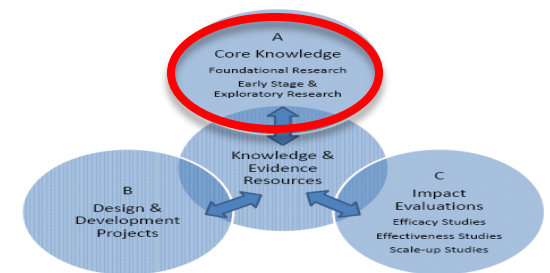 A
Core Knowledge
Foundational Research
Early Stage &
Exploratory Research
Knowledge &
Evidence
Resources
B
Design &
Development
Projects
C
Impact
Evaluations
Efficacy Studies
Effectiveness Studies
Scale-up Studies